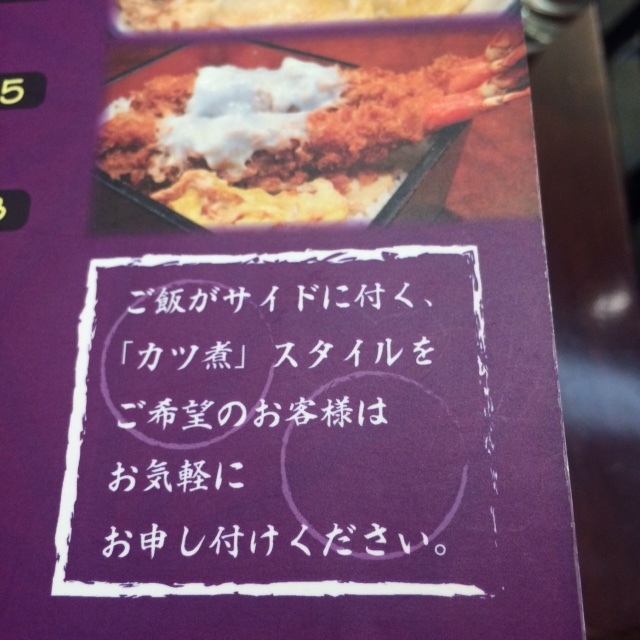 5
ご飯がサイドに付く、
「カツ煮」スタイルを
ご希望のお客様は
お気軽に
お申し付けください。